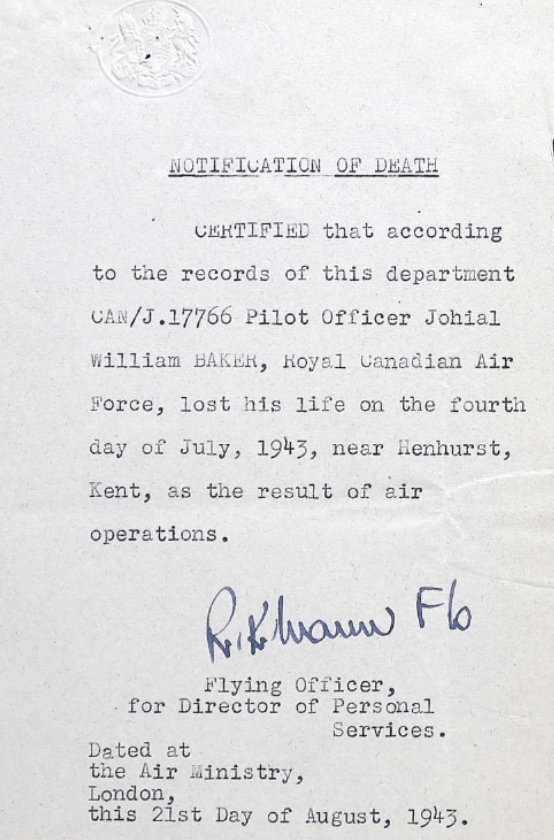 NOTIFICATION OF DEATH
CERTIFIED that according
to the records of this department
CAN/J.17766 Pilot Officer Johial
William BAKER, Royal Canadian Air
Force, lost his life on the fourth
day of July, 1943, near Henhurst,
Kent, as the result of air
operations.
Mann F/o
Flying Officer,
for Director of Personal
Services.
Dated at
the Air Ministry,
London,
this 21st Day of August, 1943.